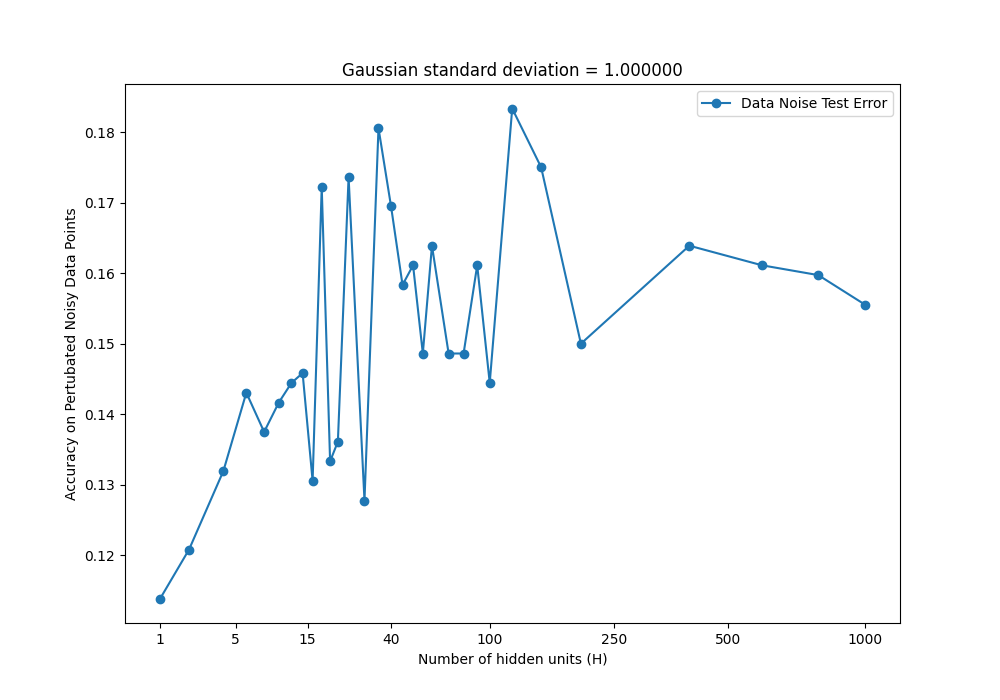 Gaussian standard deviation = 1.000000
Data Noise Test Error
Accuracy on Pertubated Noisy Data Points
0.18
0.17
0.16
0.15
0.14
0.13
0.12
1 5 15 40 100 250 500 1000
Number of hidden units (H)